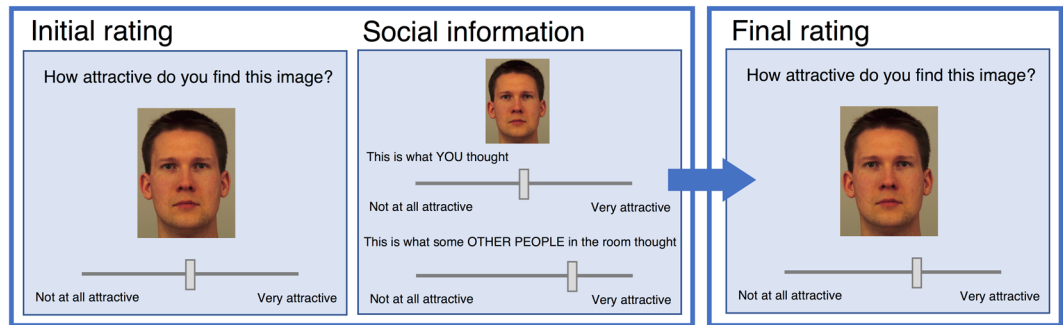 Initial rating
How attractive do you find this image?
Not at all attractive Very attractive
Social information
This is what YOU thought
Not at all attractive Very attractive
This is what some OTHER PEOPLE in the room thought
Not at all attractive Very attractive
Final rating
How attractive do you find this image?
Not at all attractive Very attractive